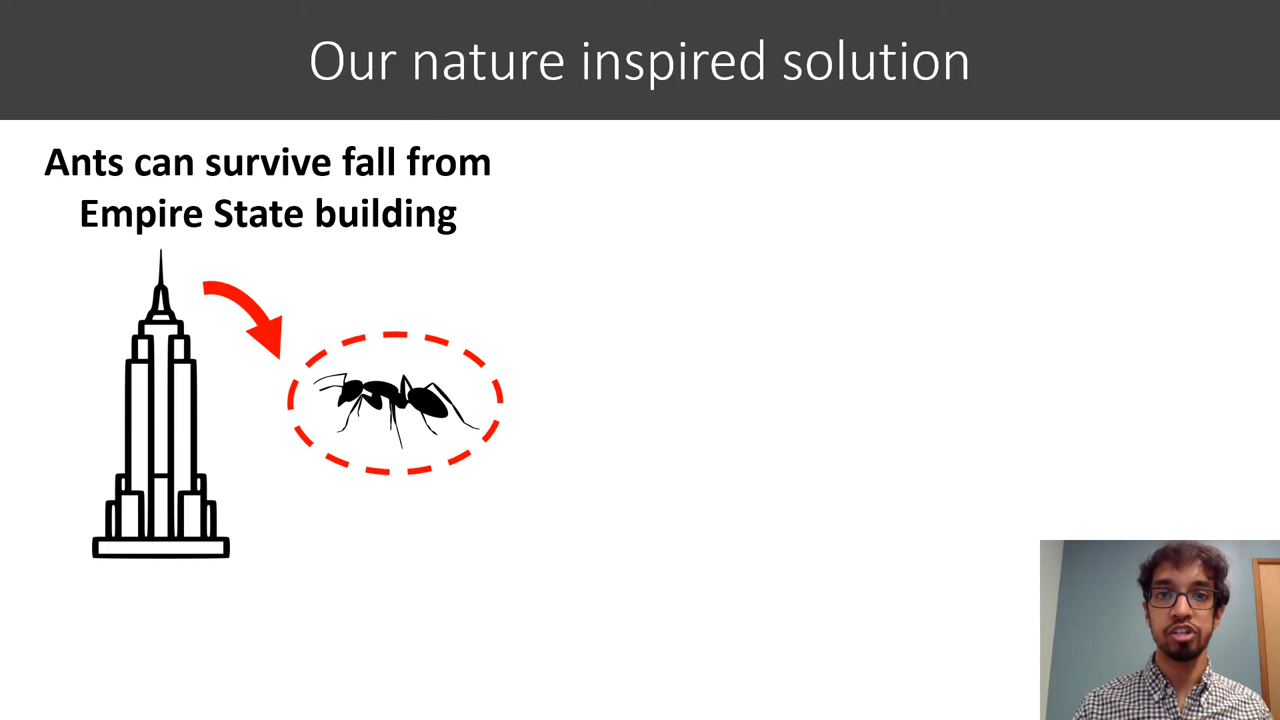 Our nature inspired solution
Ants can survive fall from
Empire State building